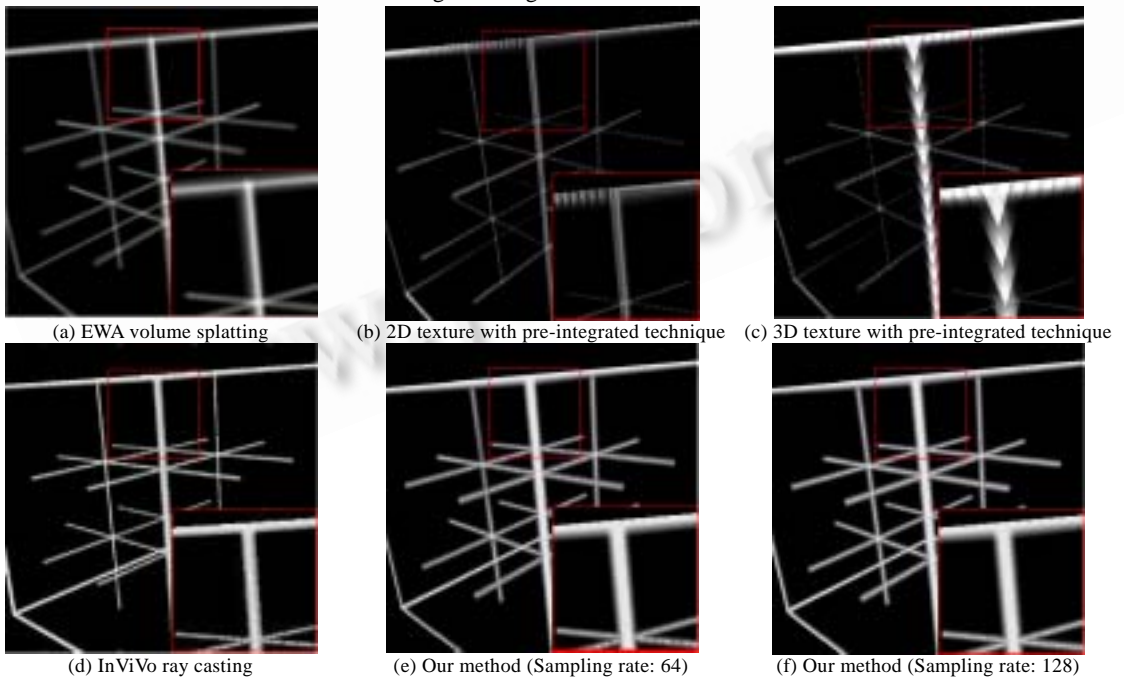 (a) EWA volume splatting
(b) 2D texture with pre-integrated technique
(c) 3D texture with pre-integrated technique
(d) InViVo ray casting
(e) Our method (Sampling rate: 64)
(f) Our method (Sampling rate: 128)